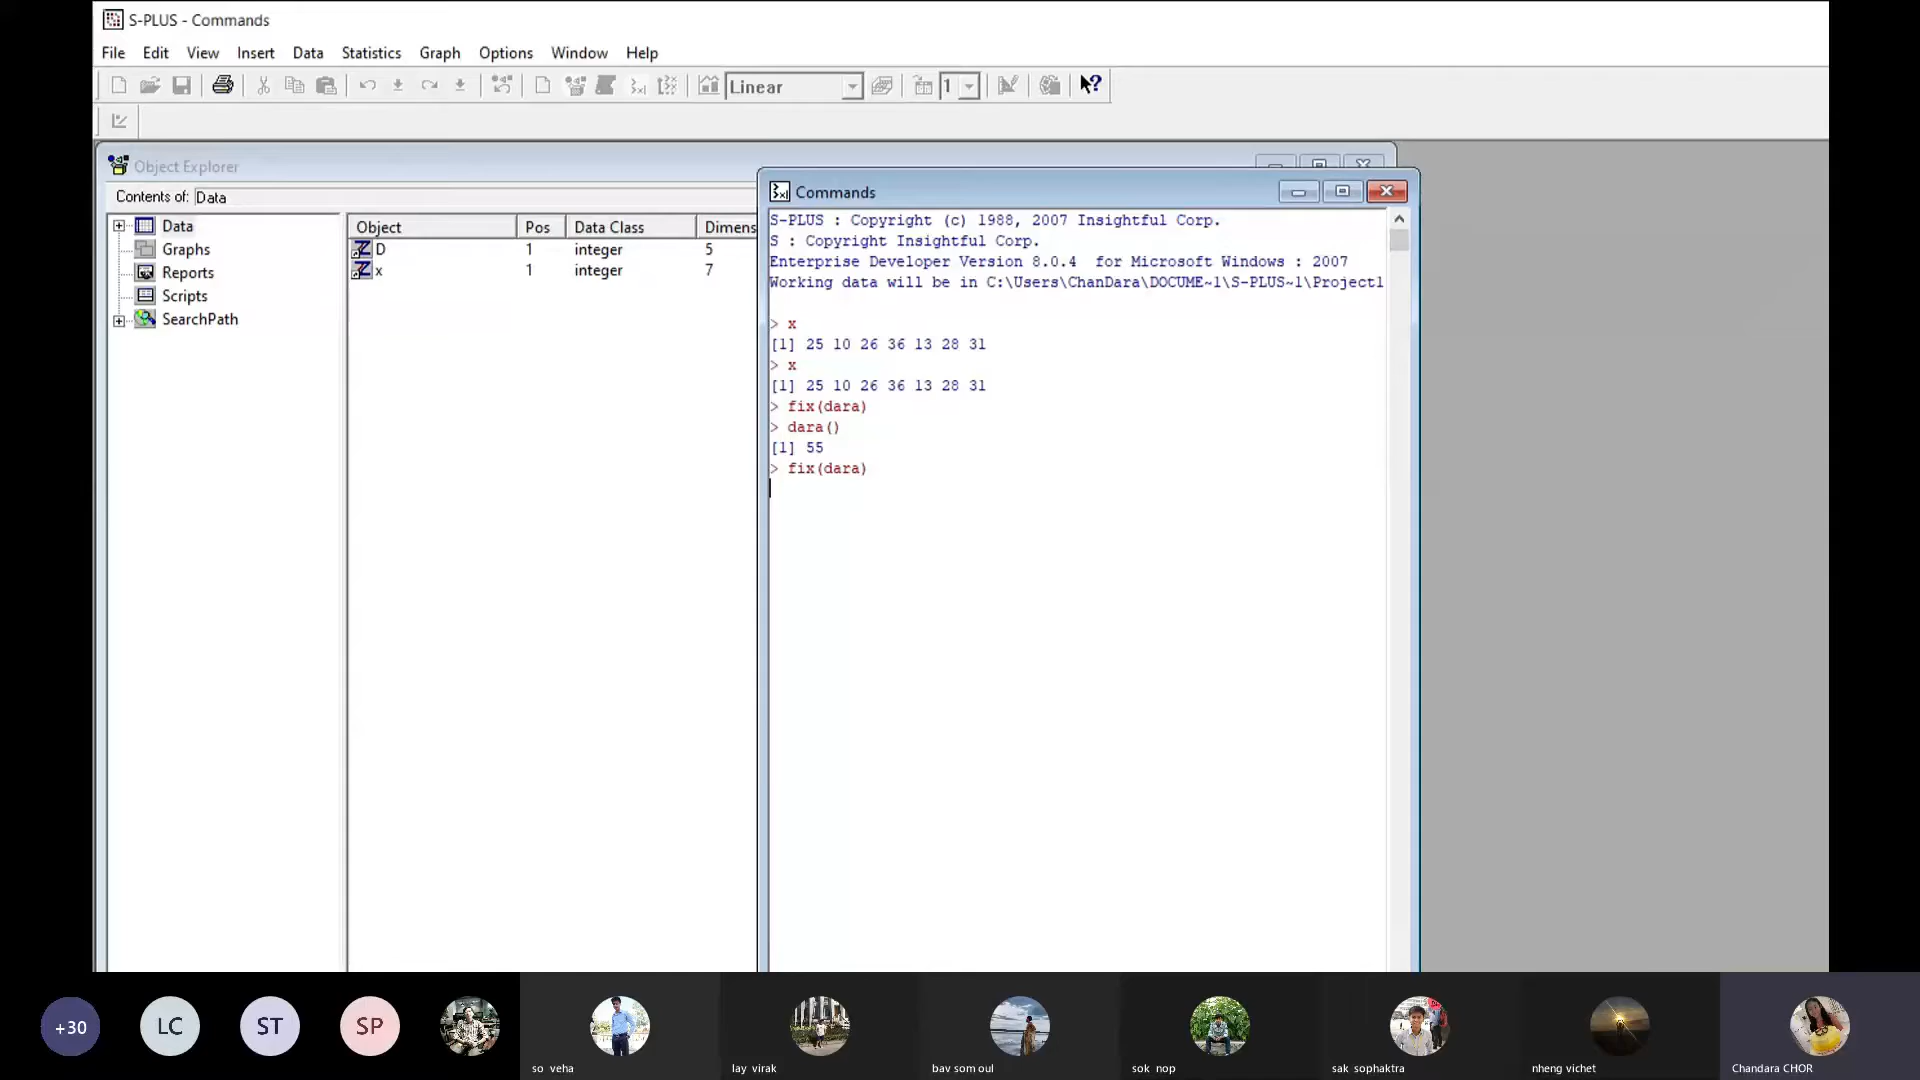 S-PLUS - Commands
File Edit View Insert Data Statistics Graph Options Window Help
Linear 1
Object Explorer
Contents of: Data
Data
Graphs
Reports
Scripts
SearchPath
Object Pos Data Class Dimens
D 1 integer 5
x 1 integer 7
Commands
S-PLUS : Copyright (c) 1988, 2007 Insightful Corp.
S : Copyright Insightful Corp.
Enterprise Developer Version 8.0.4 for Microsoft Windows : 2007
Working data will be in C:\Users\ChanDara\DOCUME~1\S-PLUS~1\Project1
> x
[1] 25 10 26 36 13 28 31
> x
[1] 25 10 26 36 13 28 31
> fix(dara)
> dara()
[1] 55
> fix(dara)
+30 LC ST SP
so veha lay virak bav som oul sok nop sak sophaktra nheng vichet Chandara CHOR